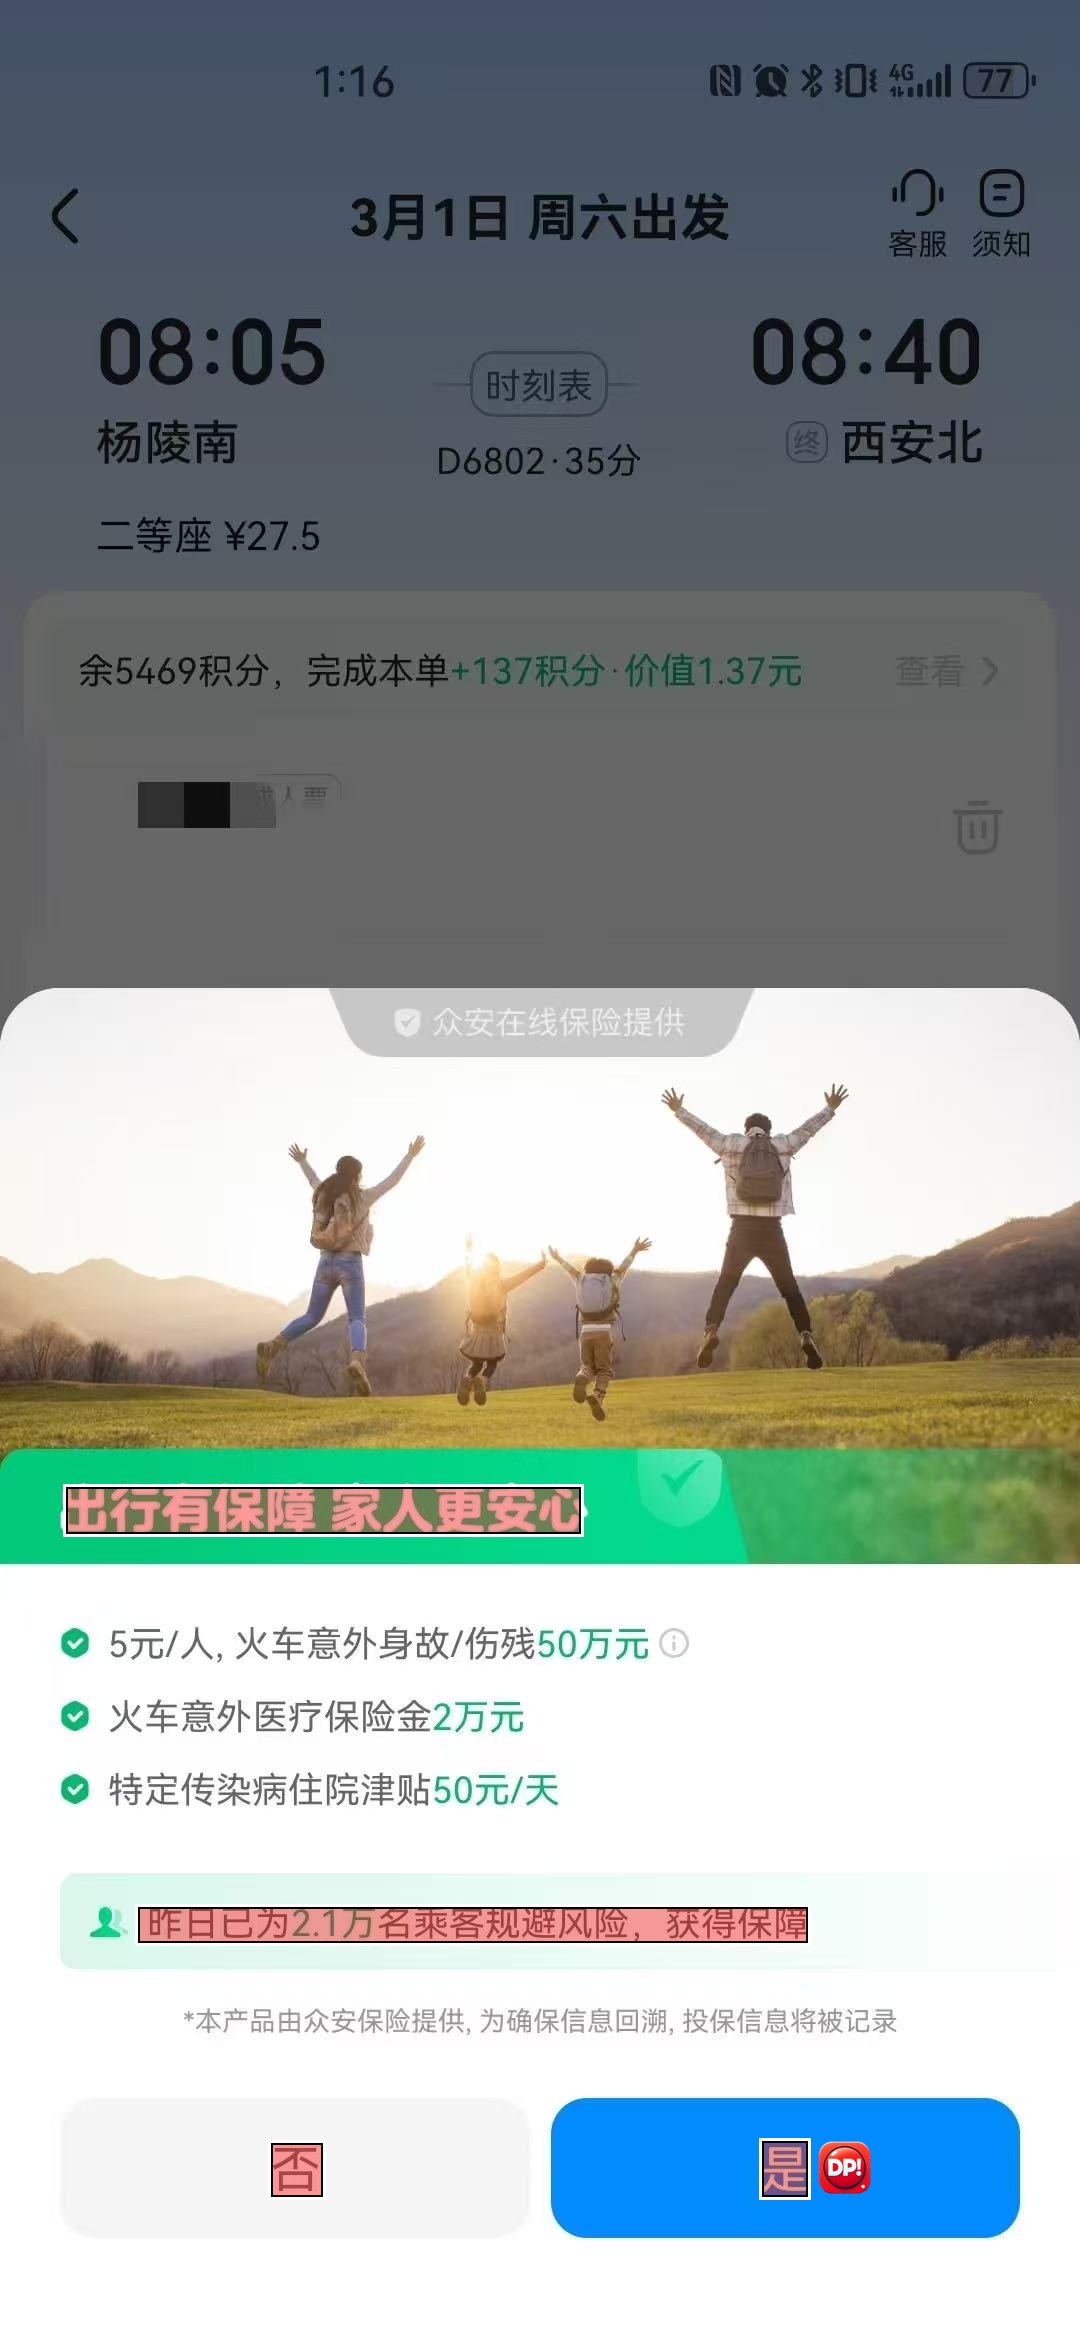 1:16
4G
77
3月1日 周六出发
客服 须知
08:05
时刻表
08:40
杨陵南
D6802·35分
终 西安北
二等座 ¥27.5
余5469积分，完成本单+137积分·价值1.37元
查看
人票
众安在线保险提供
出行有保障 家人更安心
5元/人, 火车意外身故/伤残50万元
火车意外医疗保险金2万元
特定传染病住院津贴50元/天
昨日已为2.1万名乘客规避风险，获得保障
*本产品由众安保险提供, 为确保信息回溯, 投保信息将被记录
否
是 DP!